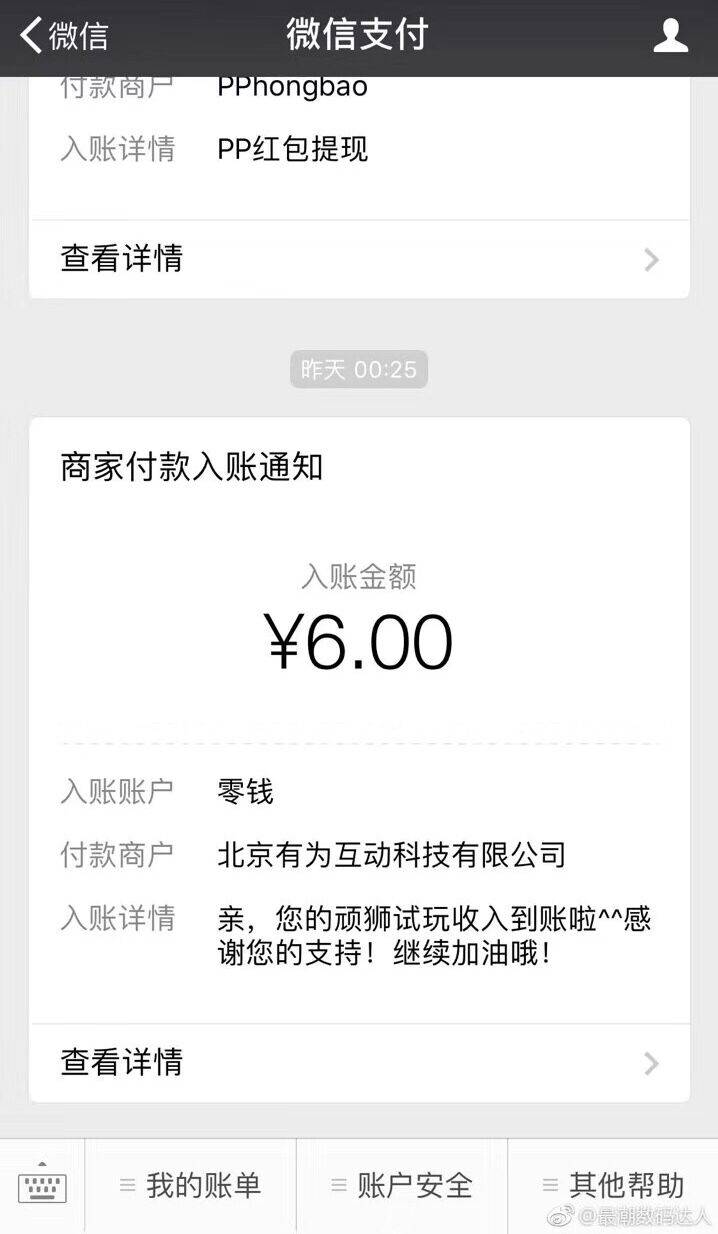 微信
微信支付
付款商户 PPhongbao
入账详情 PP红包提现
查看详情
昨天 00:25
商家付款入账通知
入账金额
¥6.00
入账账户 零钱
付款商户 北京有为互动科技有限公司
入账详情 亲，您的顽狮试玩收入到账啦^^感
谢您的支持！继续加油哦！
查看详情
我的账单 账户安全 其他帮助
@最潮数码达人